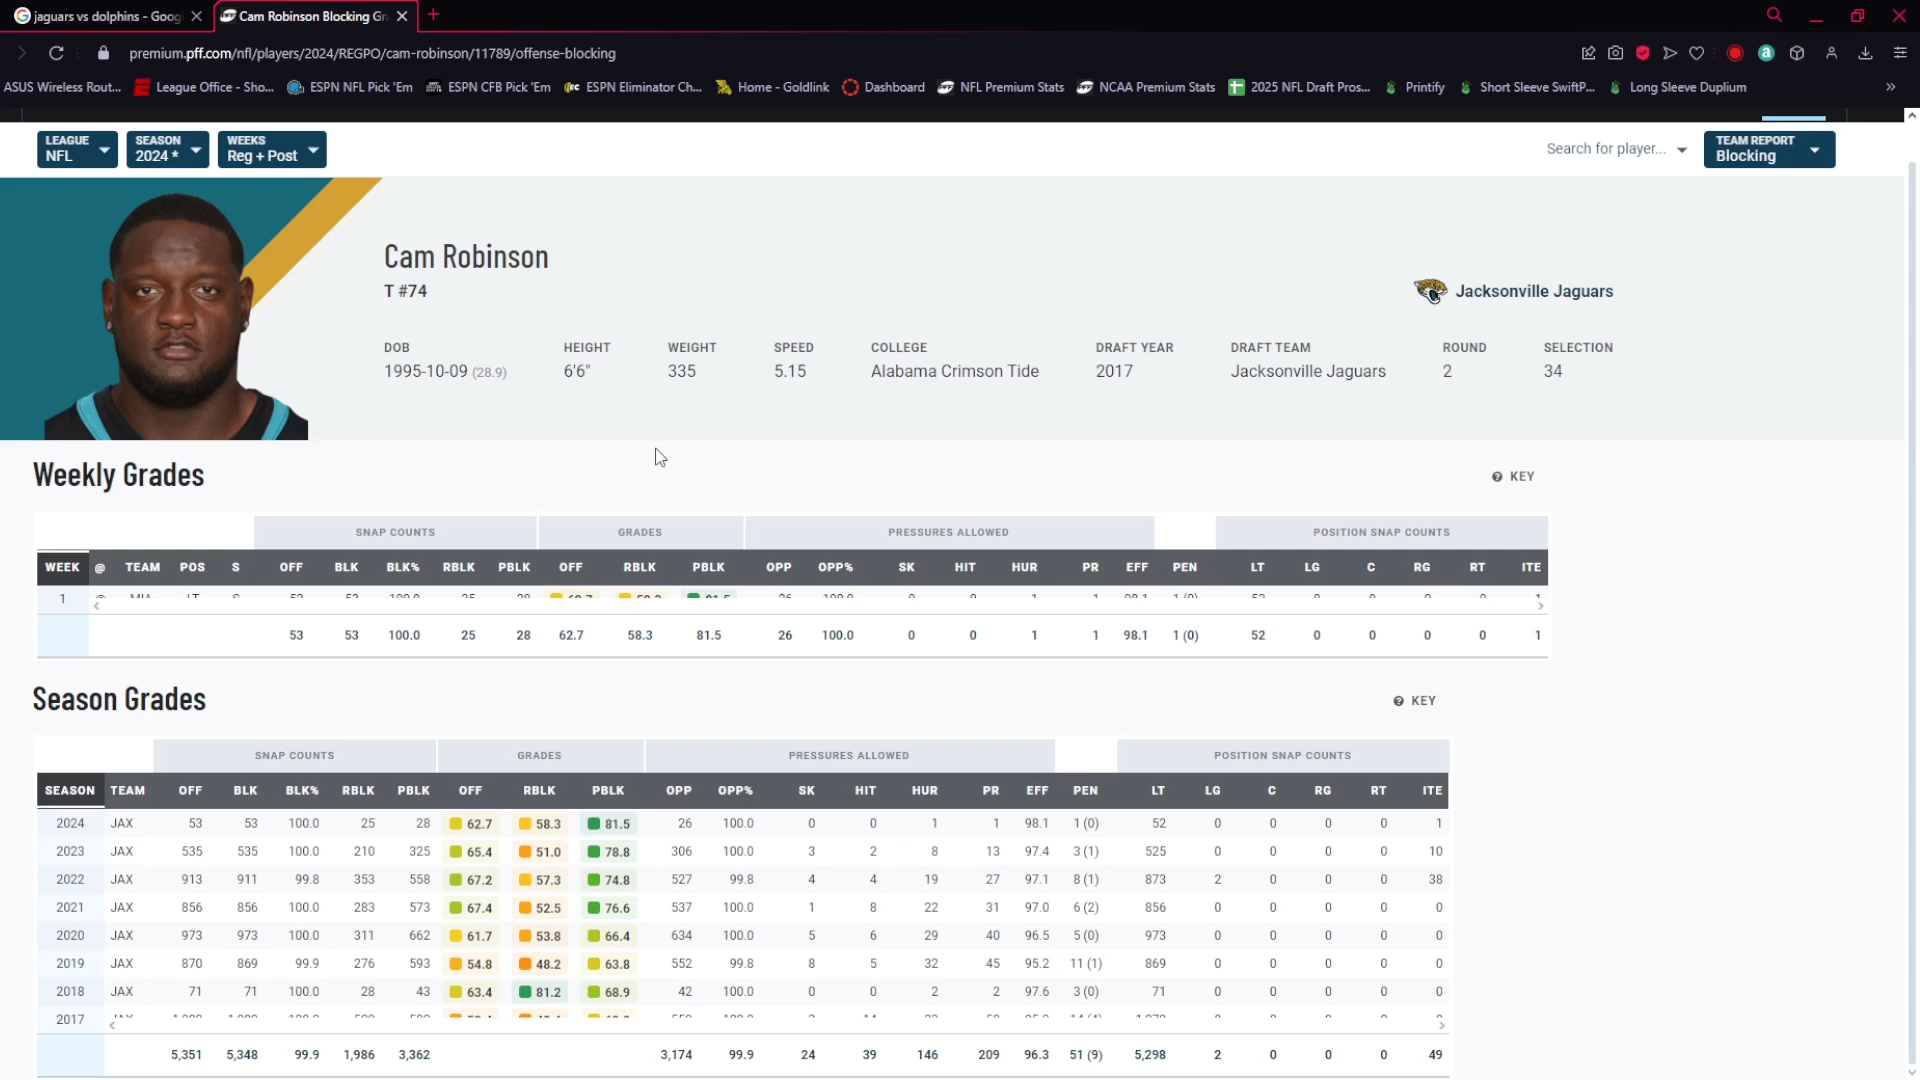 jaguars vs dolphins - Goog
Cam Robinson Blocking Gr
premium.pff.com/nfl/players/2024/REGPO/cam-robinson/11789/offense-blocking
ASUS Wireless Rout... League Office - Sho... ESPN NFL Pick 'Em ESPN CFB Pick 'Em ESPN Eliminator Ch... Home - Goldlink Dashboard NFL Premium Stats NCAA Premium Stats 2025 NFL Draft Pros... Printify Short Sleeve SwiftP... Long Sleeve Duplium
LEAGUE SEASON WEEKS TEAM REPORT
NFL 2024 * Reg + Post Search for player... Blocking
Cam Robinson
T #74 Jacksonville Jaguars
DOB HEIGHT WEIGHT SPEED COLLEGE DRAFT YEAR DRAFT TEAM ROUND SELECTION
1995-10-09 (28.9) 6'6" 335 5.15 Alabama Crimson Tide 2017 Jacksonville Jaguars 2 34
Weekly Grades KEY
SNAP COUNTS GRADES PRESSURES ALLOWED POSITION SNAP COUNTS
WEEK @ TEAM POS S OFF BLK BLK% RBLK PBLK OFF RBLK PBLK OPP OPP% SK HIT HUR PR EFF PEN LT LG C RG RT ITE
1
53 53 100.0 25 28 62.7 58.3 81.5 26 100.0 0 0 1 1 98.1 1 (0) 52 0 0 0 0 1
Season Grades KEY
SNAP COUNTS GRADES PRESSURES ALLOWED POSITION SNAP COUNTS
SEASON TEAM OFF BLK BLK% RBLK PBLK OFF RBLK PBLK OPP OPP% SK HIT HUR PR EFF PEN LT LG C RG RT ITE
2024 JAX 53 53 100.0 25 28 62.7 58.3 81.5 26 100.0 0 0 1 1 98.1 1 (0) 52 0 0 0 0 1
2023 JAX 535 535 100.0 210 325 65.4 51.0 78.8 306 100.0 3 2 8 13 97.4 3 (1) 525 0 0 0 0 10
2022 JAX 913 911 99.8 353 558 67.2 57.3 74.8 527 99.8 4 4 19 27 97.1 8 (1) 873 2 0 0 0 38
2021 JAX 856 856 100.0 283 573 67.4 52.5 76.6 537 100.0 1 8 22 31 97.0 6 (2) 856 0 0 0 0 0
2020 JAX 973 973 100.0 311 662 61.7 53.8 66.4 634 100.0 5 6 29 40 96.5 5 (0) 973 0 0 0 0 0
2019 JAX 870 869 99.9 276 593 54.8 48.2 63.8 552 99.8 8 5 32 45 95.2 11 (1) 869 0 0 0 0 0
2018 JAX 71 71 100.0 28 43 63.4 81.2 68.9 42 100.0 0 0 2 2 97.6 3 (0) 71 0 0 0 0 0
2017
5,351 5,348 99.9 1,986 3,362 3,174 99.9 24 39 146 209 96.3 51 (9) 5,298 2 0 0 0 49